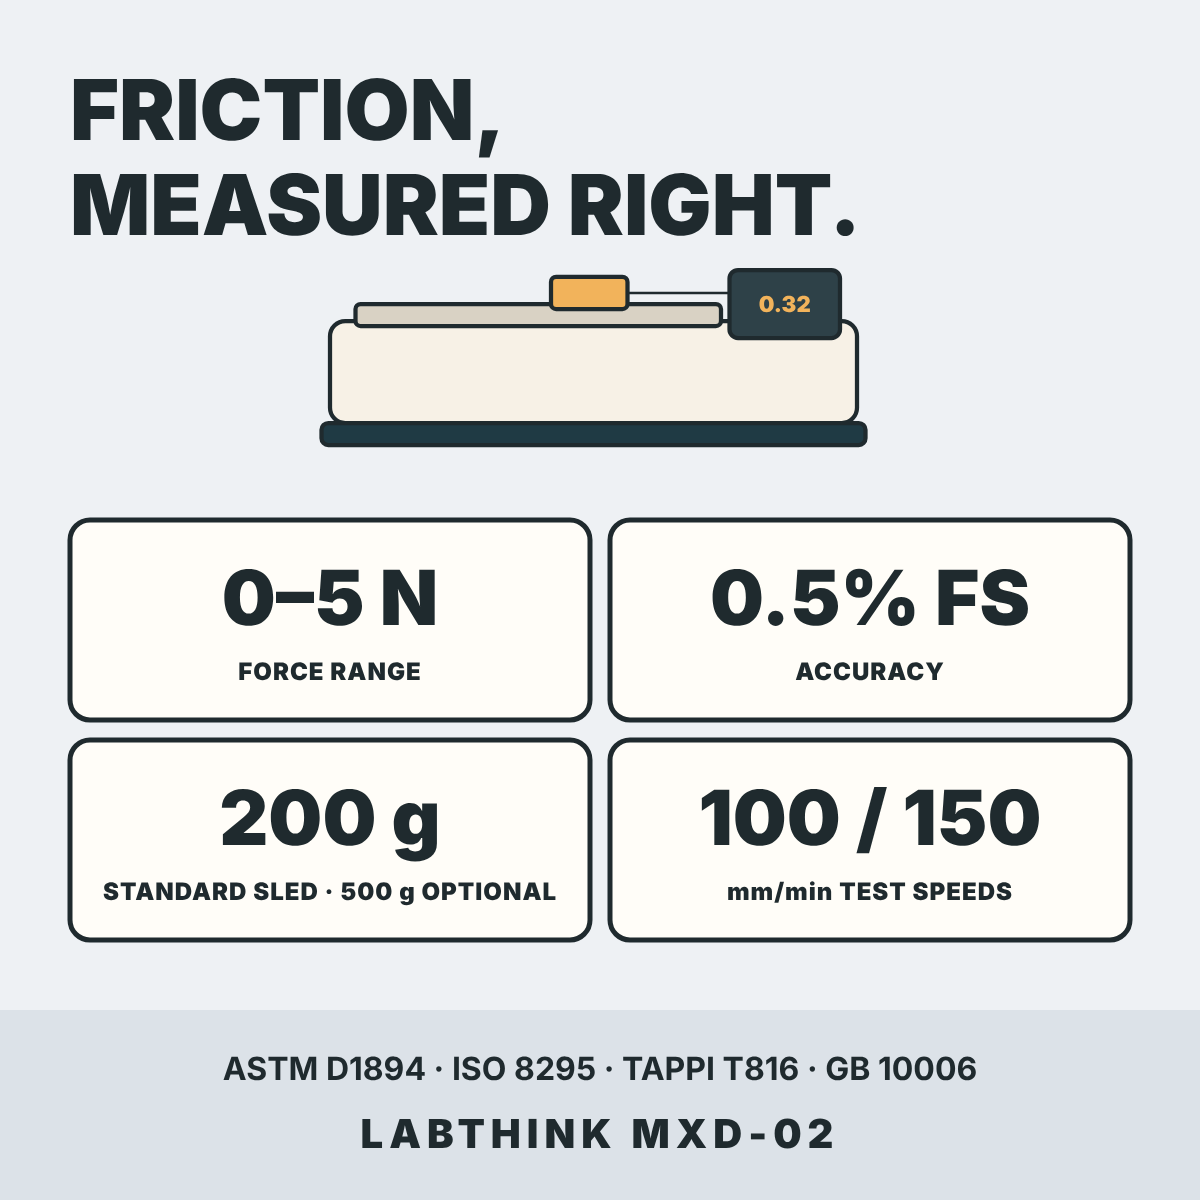 FRICTION,
MEASURED RIGHT.
0.32
0–5 N
FORCE RANGE
0.5% FS
ACCURACY
200 g
STANDARD SLED · 500 g OPTIONAL
100 / 150
mm/min TEST SPEEDS
ASTM D1894 · ISO 8295 · TAPPI T816 · GB 10006
LABTHINK MXD-02